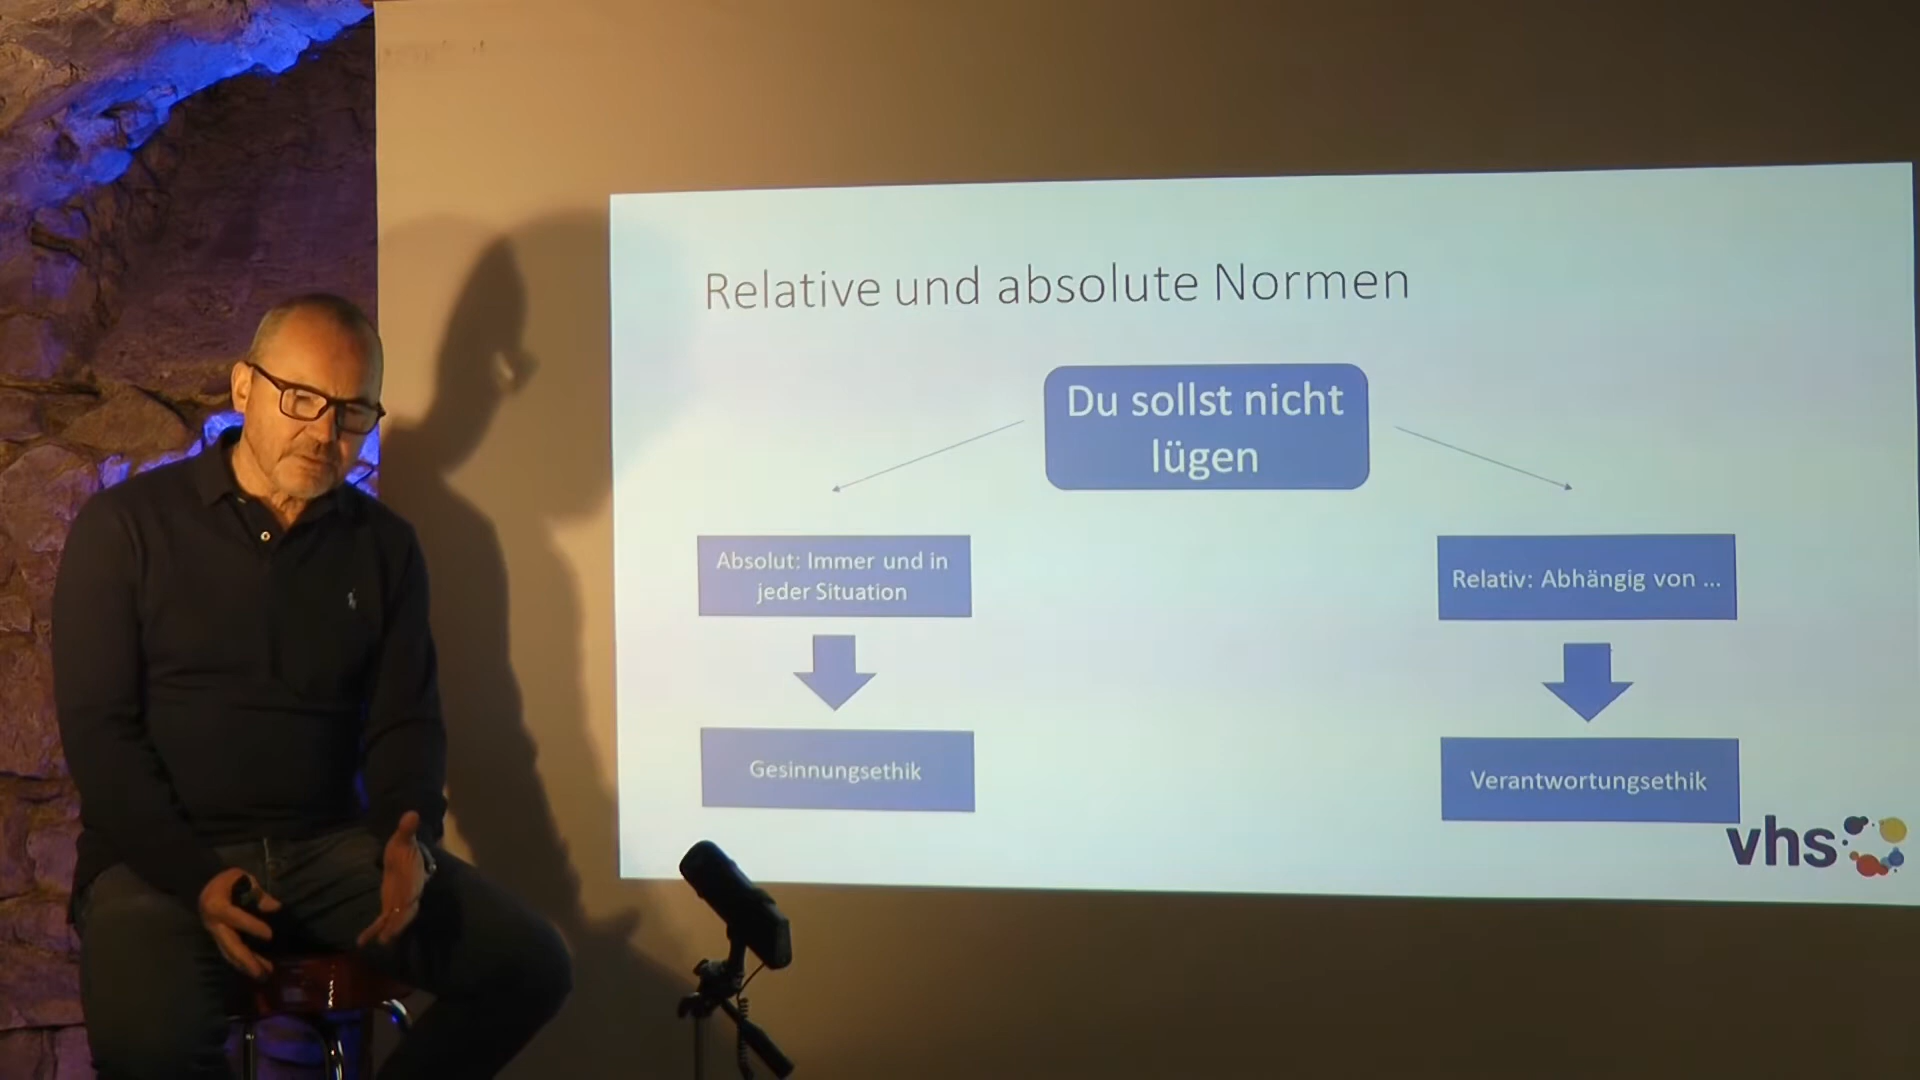 Relative und absolute Normen
Du sollst nicht
lügen
Absolut: Immer und in
jeder Situation
Relativ: Abhängig von ...
Gesinnungsethik
Verantwortungsethik
vhs